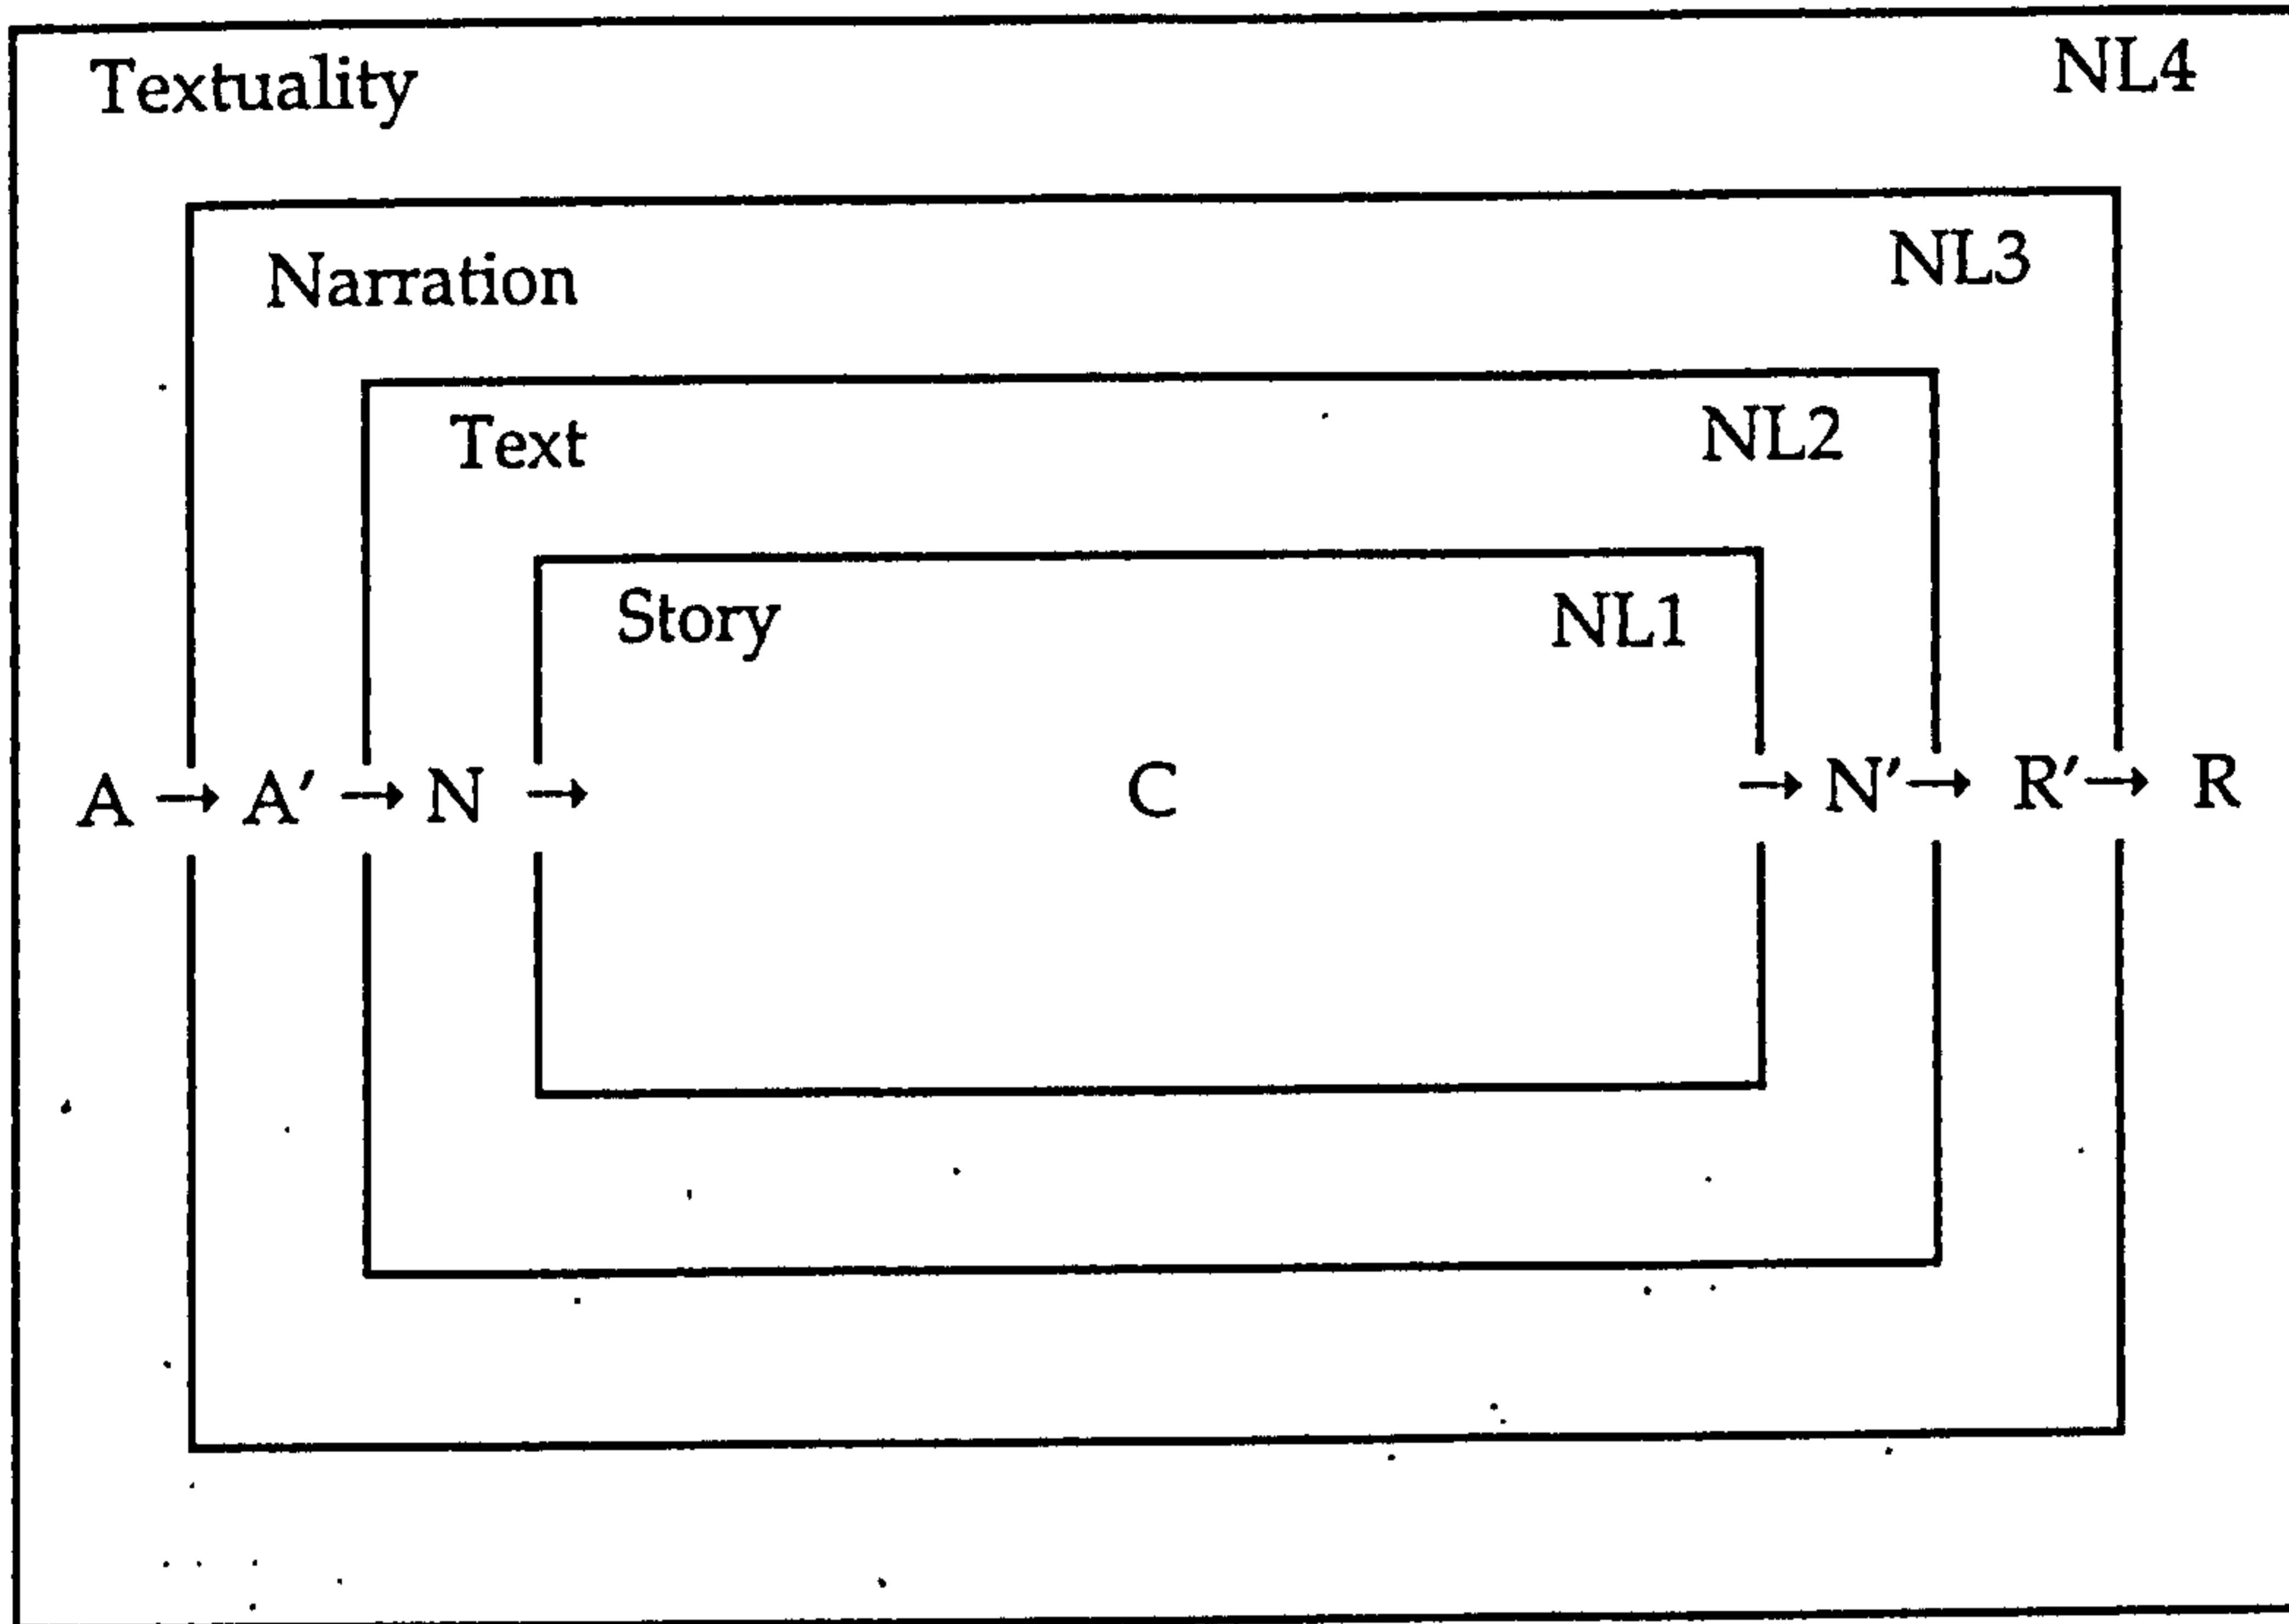 Textuality NL4
Narration NL3
Text NL2
Story NL1
A → A′ → N → C → N′ → R′ → R